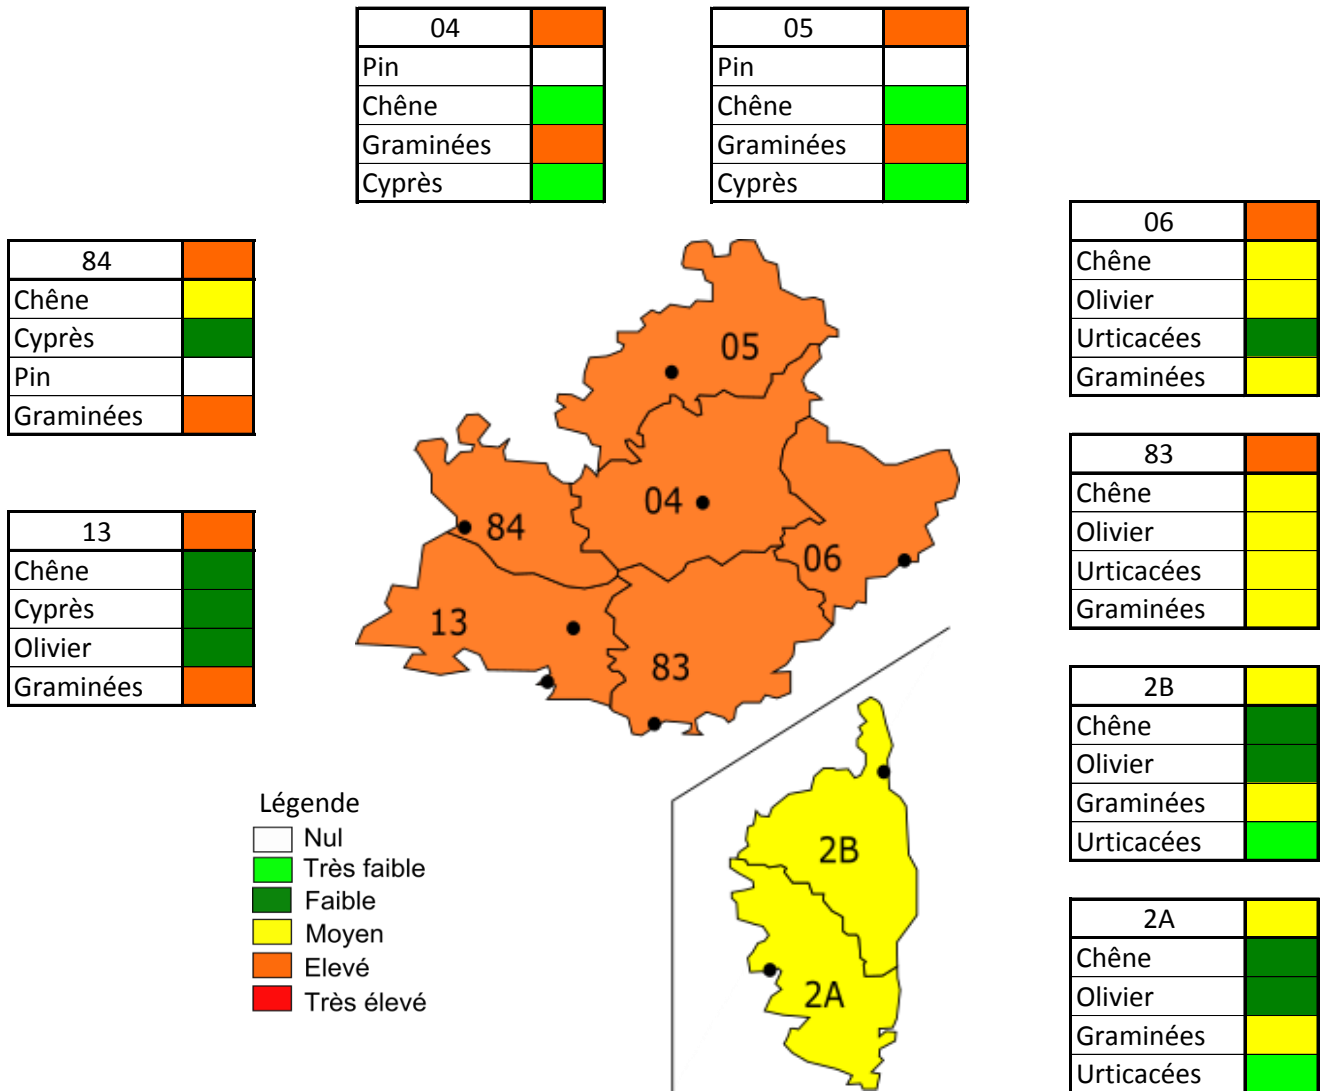 04
Pin
Chêne
Graminées
Cyprès
05
Pin
Chêne
Graminées
Cyprès
84
Chêne
Cyprès
Pin
Graminées
13
Chêne
Cyprès
Olivier
Graminées
06
Chêne
Olivier
Urticacées
Graminées
83
Chêne
Olivier
Urticacées
Graminées
2B
Chêne
Olivier
Graminées
Urticacées
2A
Chêne
Olivier
Graminées
Urticacées
05
04
84
06
13
83
2B
2A
Légende
Nul
Très faible
Faible
Moyen
Elevé
Très élevé